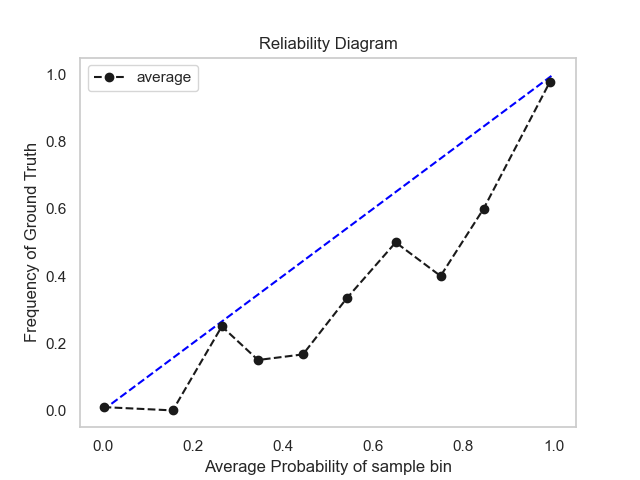 Reliability Diagram
average
1.0
0.8
0.6
0.4
0.2
0.0
Frequency of Ground Truth
0.0 0.2 0.4 0.6 0.8 1.0
Average Probability of sample bin